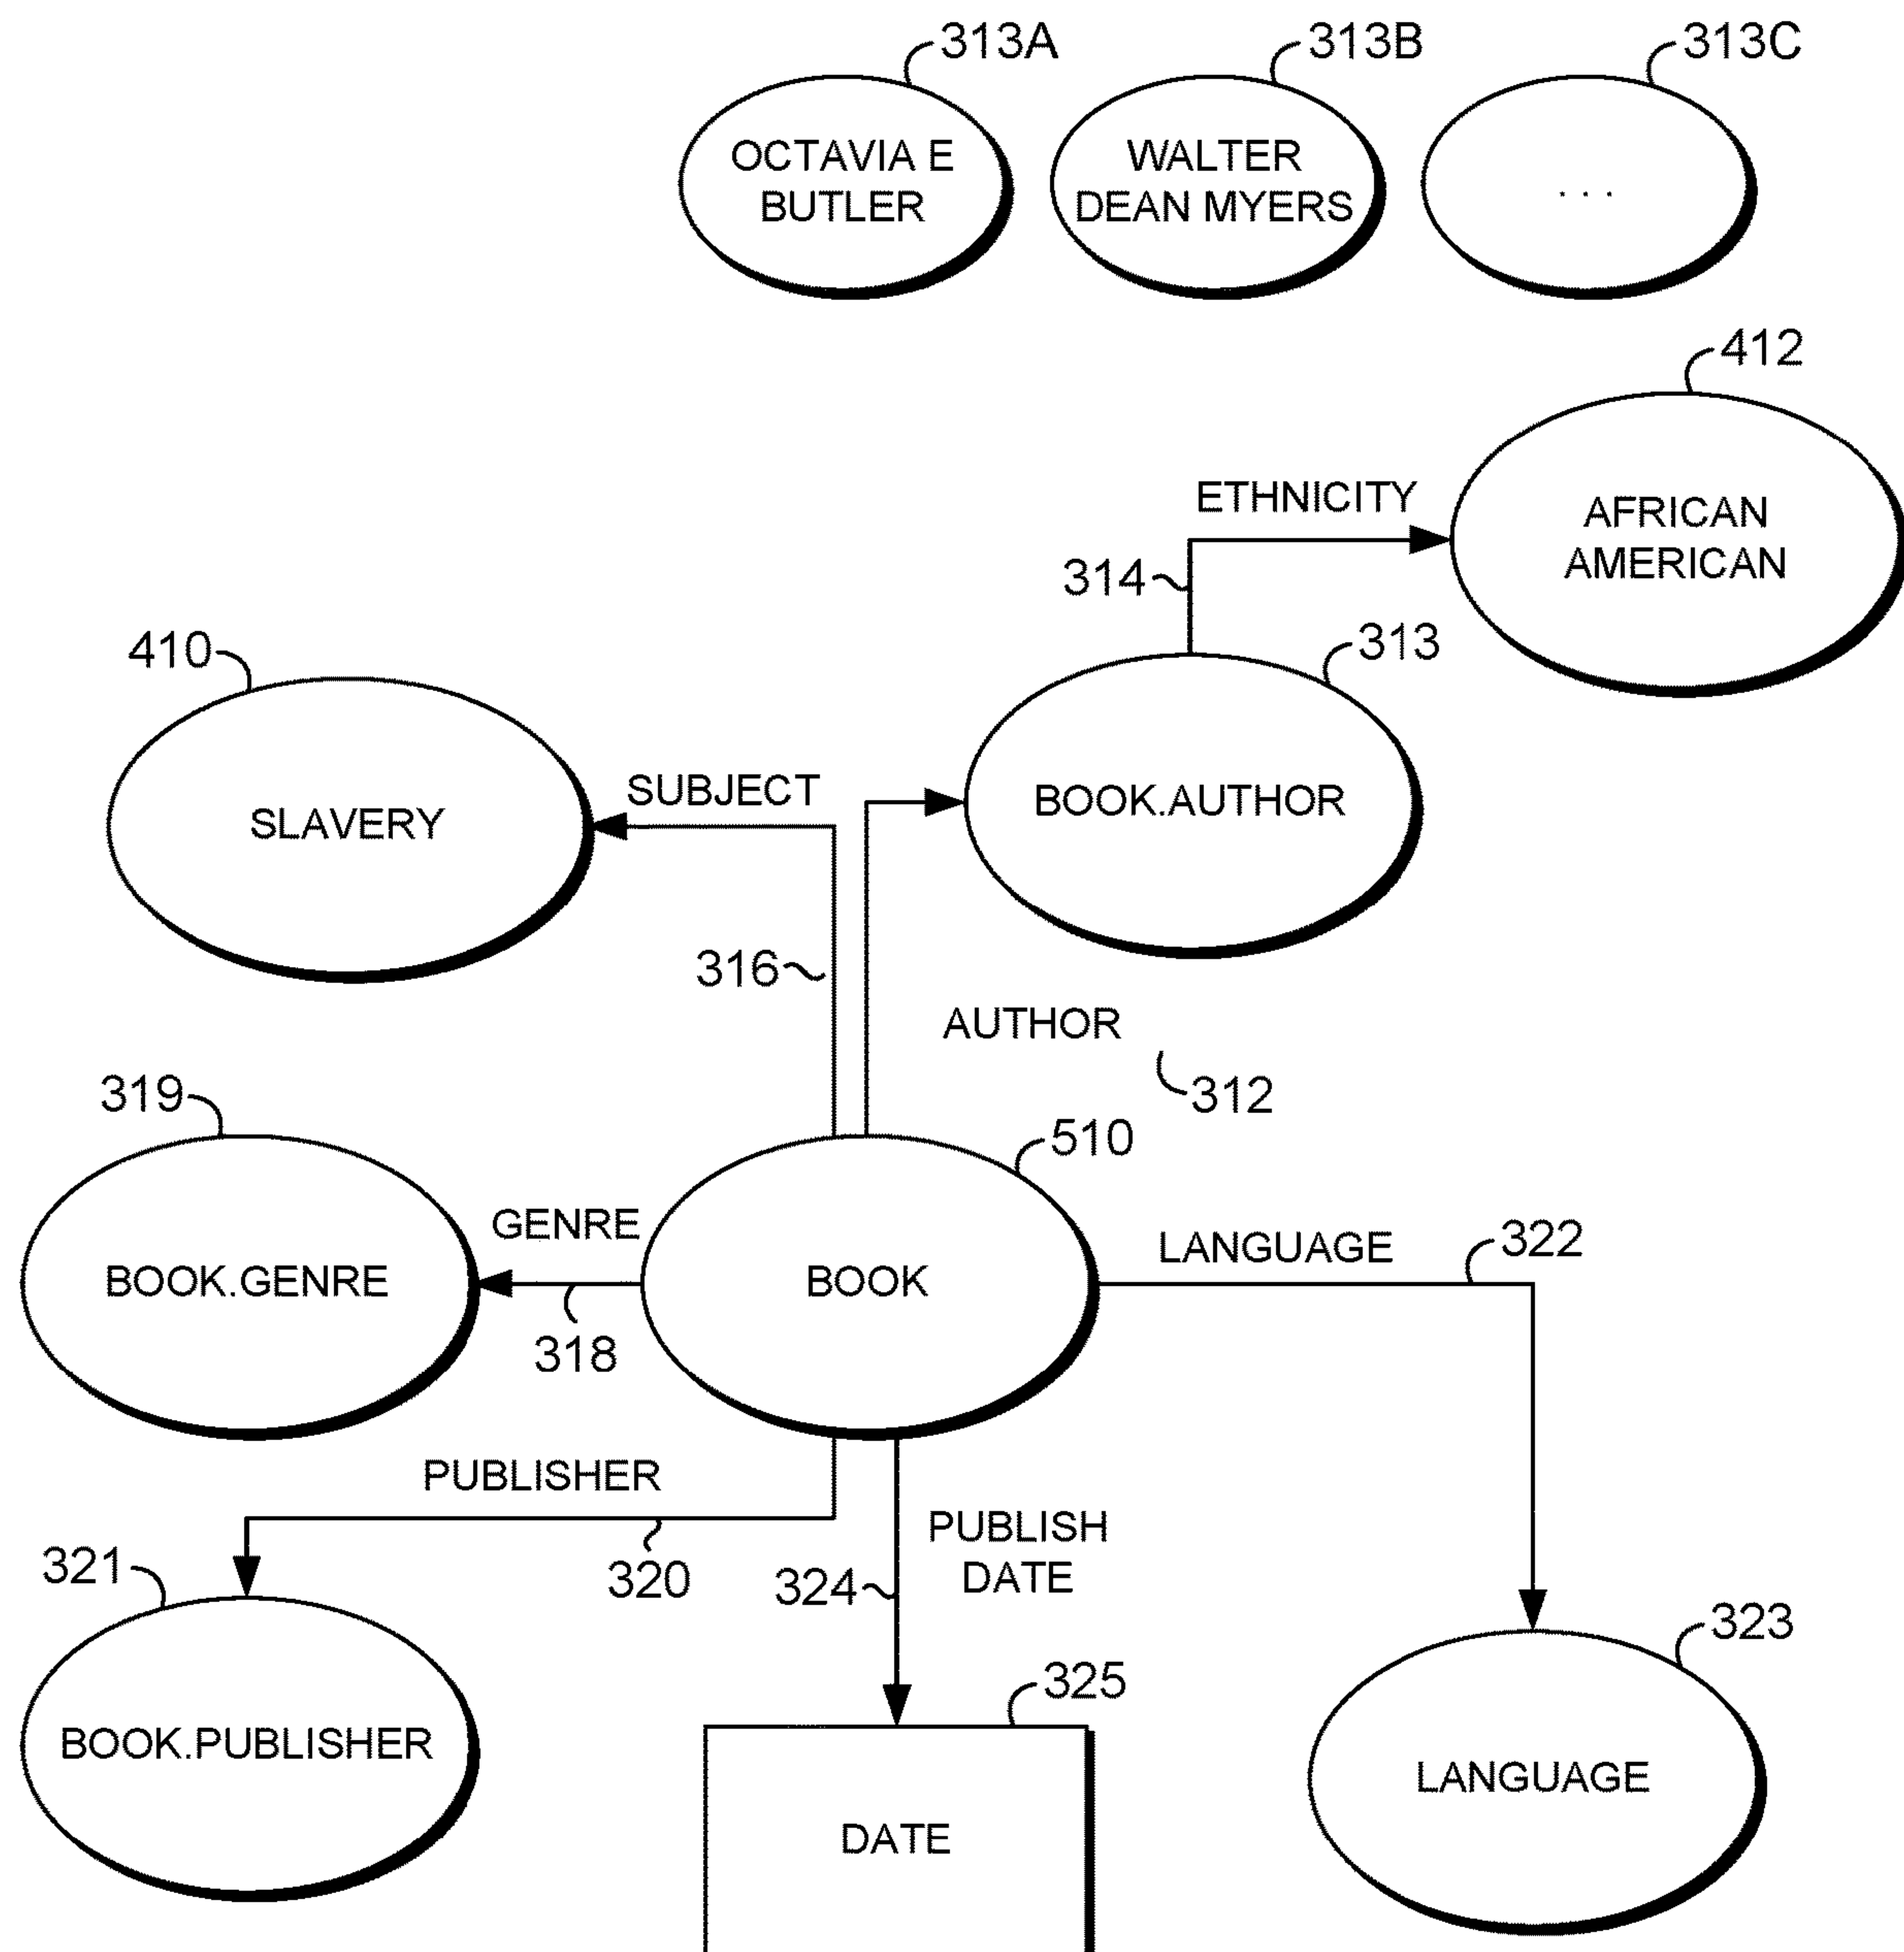 313A
313B
313C
OCTAVIA E
BUTLER
WALTER
DEAN MYERS
. . .
412
ETHNICITY
AFRICAN
AMERICAN
314
313
410
SUBJECT
SLAVERY
BOOK.AUTHOR
316
AUTHOR
312
319
510
GENRE
LANGUAGE
322
BOOK.GENRE
BOOK
318
PUBLISHER
PUBLISH
DATE
321
320
324
323
325
BOOK.PUBLISHER
LANGUAGE
DATE